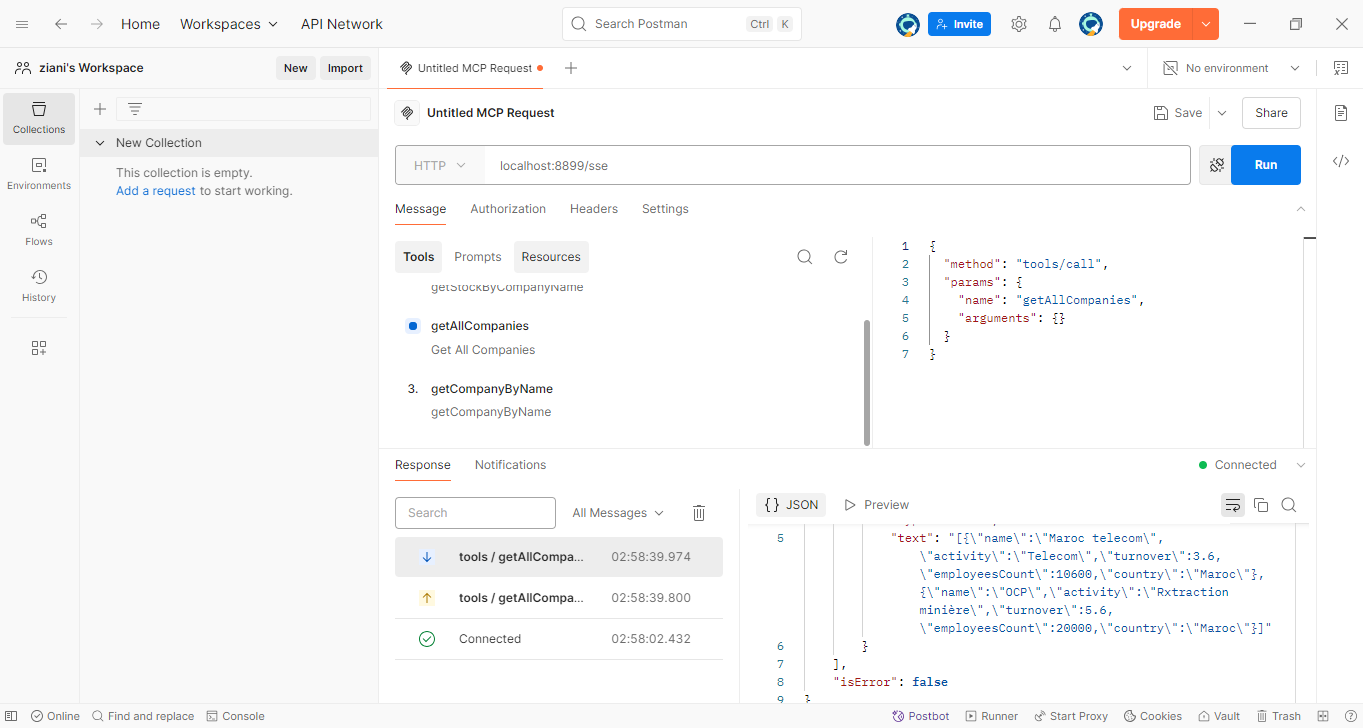 Home Workspaces API Network Search Postman Ctrl K Invite Upgrade
ziani's Workspace New Import Untitled MCP Request No environment
Collections
Environments
Flows
History
New Collection
This collection is empty.
Add a request to start working.
Untitled MCP Request Save Share
HTTP localhost:8899/sse Run
Message Authorization Headers Settings
Tools Prompts Resources
getStockByCompanyName
getAllCompanies
Get All Companies
3. getCompanyByName
getCompanyByName
1 {
2 "method": "tools/call",
3 "params": {
4 "name": "getAllCompanies",
5 "arguments": {}
6 }
7 }
Response Notifications Connected
Search All Messages
tools / getAllCompa... 02:58:39.974
tools / getAllCompa... 02:58:39.800
Connected 02:58:02.432
{} JSON Preview
5 "text": "[{\"name\":\"Maroc telecom\",
\"activity\":\"Telecom\",\"turnover\":3.6,
\"employeesCount\":10600,\"country\":\"Maroc\"},
{\"name\":\"OCP\",\"activity\":\"Rxtraction
minière\",\"turnover\":5.6,
\"employeesCount\":20000,\"country\":\"Maroc\"}]"
6 }
7 ],
8 "isError": false
9 }
Online Find and replace Console Postbot Runner Start Proxy Cookies Vault Trash